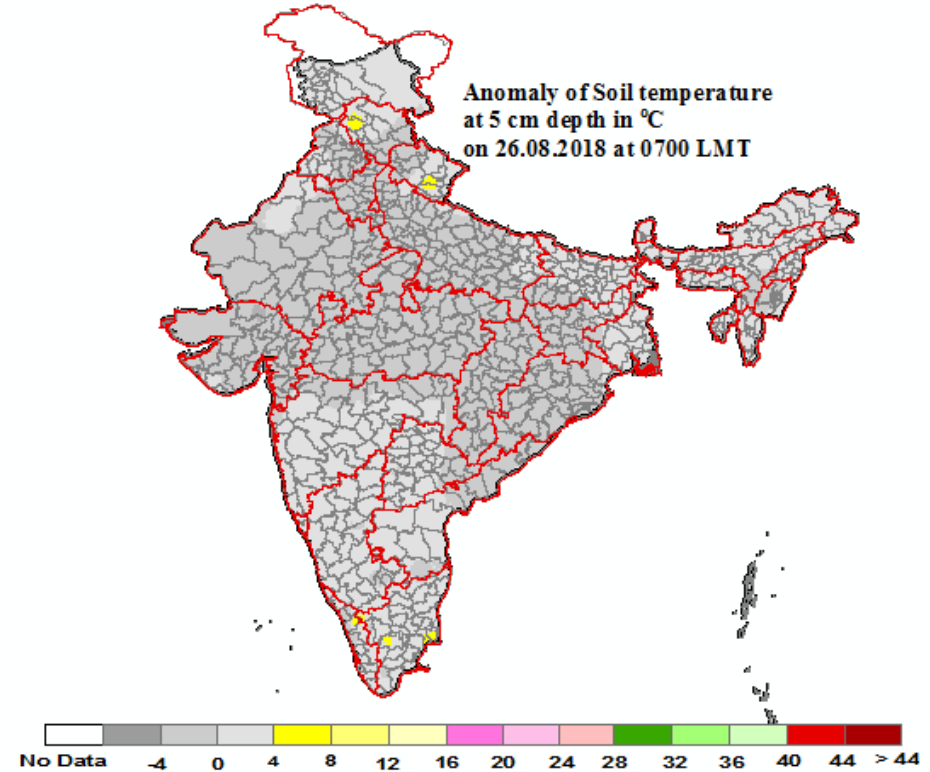 Anomaly of Soil temperature
at 5 cm depth in ⁰C
on 26.08.2018 at 0700 LMT
No Data -4 0 4 8 12 16 20 24 28 32 36 40 44 > 44